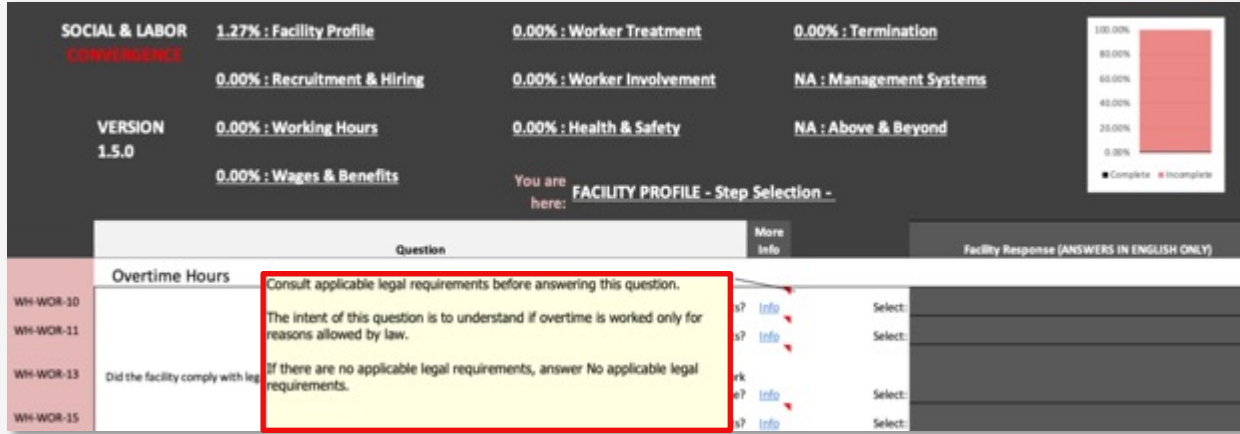 SOCIAL & LABOR
CONVERGENCE
VERSION
1.5.0
1.27% : Facility Profile
0.00% : Recruitment & Hiring
0.00% : Working Hours
0.00% : Wages & Benefits
0.00% : Worker Treatment
0.00% : Worker Involvement
0.00% : Health & Safety
0.00% : Termination
NA : Management Systems
NA : Above & Beyond
You are
here:
FACILITY PROFILE - Step Selection -
100.00%
80.00%
60.00%
40.00%
20.00%
0.00%
Complete Incomplete
Question
More
Info
Facility Response (ANSWERS IN ENGLISH ONLY)
Overtime Hours
Consult applicable legal requirements before answering this question.
The intent of this question is to understand if overtime is worked only for
reasons allowed by law.
If there are no applicable legal requirements, answer No applicable legal
requirements.
WH-WOR-10
Info
Select:
WH-WOR-11
Info
Select:
WH-WOR-13
Did the facility comply with
Info
Select:
WH-WOR-15
Info
Select: